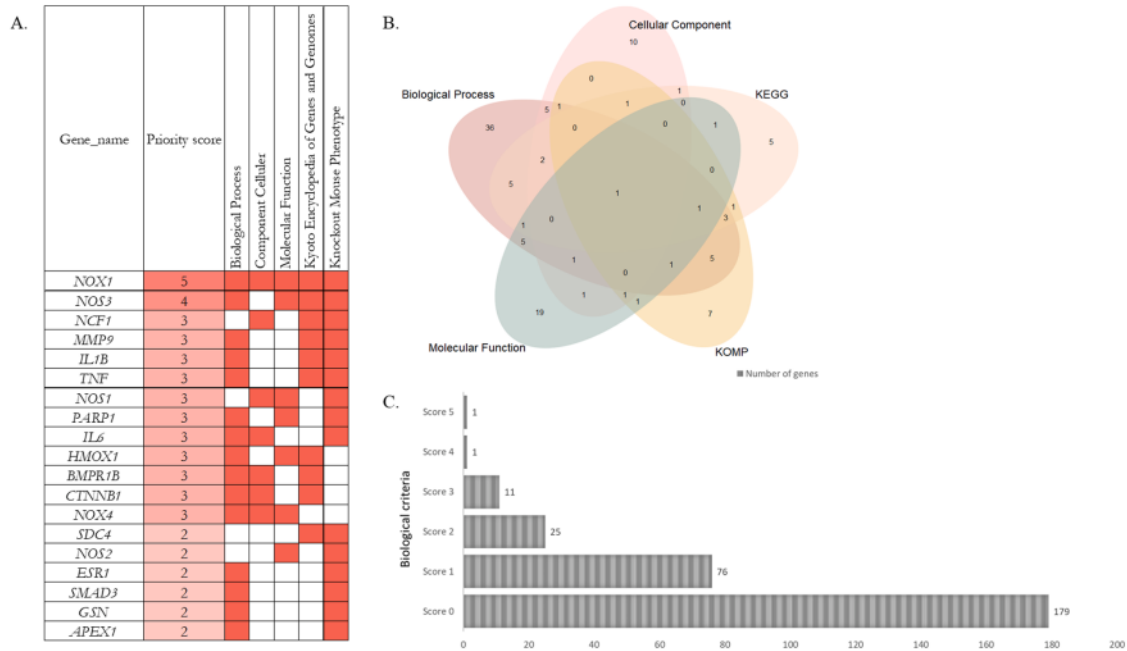 A.
Gene_name
Priority score
Biological Process
Component Celluler
Molecular Function
Kyoto Encyclopedia of Genes and Genomes
Knockout Mouse Phenotype
NOX1 5
NOS3 4
NCF1 3
MMP9 3
IL1B 3
TNF 3
NOS1 3
PARP1 3
IL6 3
HMOX1 3
BMPR1B 3
CTNNB1 3
NOX4 3
SDC4 2
NOS2 2
ESR1 2
SMAD3 2
GSN 2
APEX1 2
B.
Cellular Component
10
0
1
KEGG
Biological Process
5
1
1
0
36
0
0
1
5
2
0
5
1
1
1
1
0
3
5
1
1
5
0
1
1
1
19
7
Molecular Function
KOMP
Number of genes
C.
Biological criteria
Score 5 1
Score 4 1
Score 3 11
Score 2 25
Score 1 76
Score 0 179
0 20 40 60 80 100 120 140 160 180 200